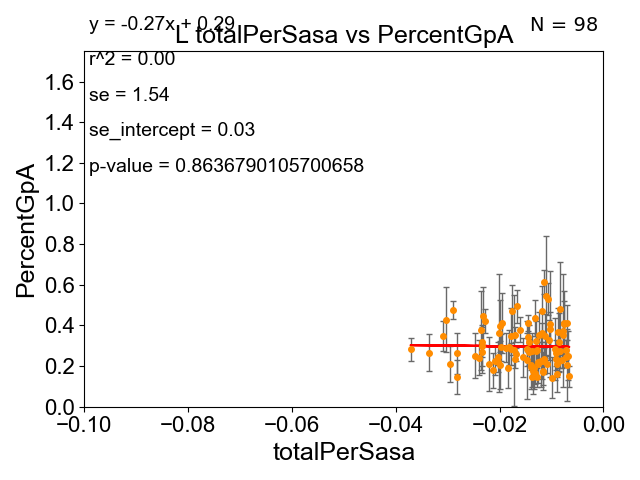 y = -0.27x + 0.29
N = 98
L totalPerSasa vs PercentGpA
r^2 = 0.00
se = 1.54
se_intercept = 0.03
p-value = 0.8636790105700658
PercentGpA
1.6
1.4
1.2
1.0
0.8
0.6
0.4
0.2
0.0
−0.10 −0.08 −0.06 −0.04 −0.02 0.00
totalPerSasa